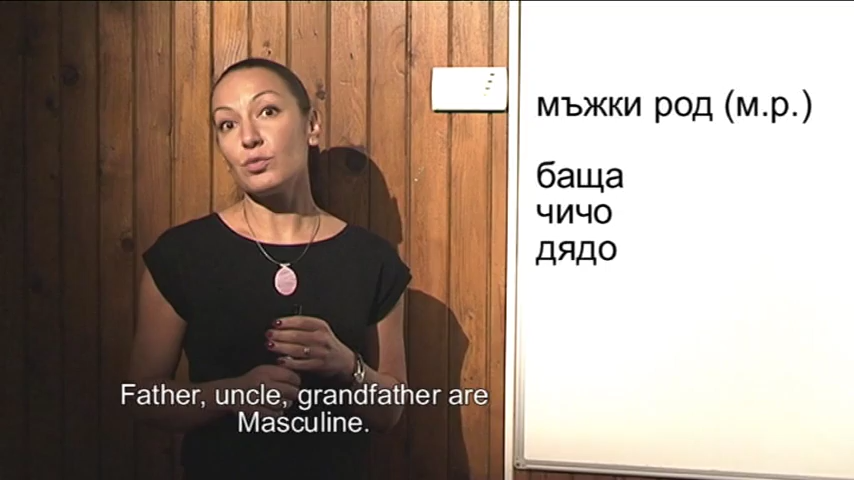 мъжки род (м.р.)
баща
чичо
дядо
Father, uncle, grandfather are
Masculine.